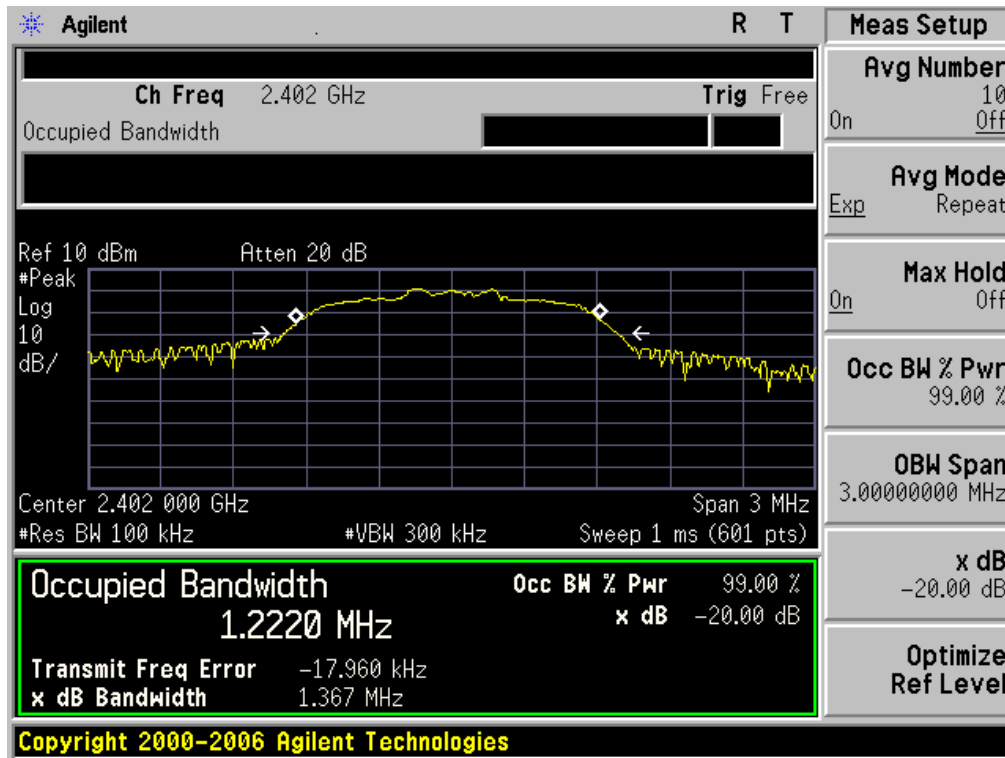 Agilent R T
Ch Freq 2.402 GHz Trig Free
Occupied Bandwidth
Ref 10 dBm Atten 20 dB
#Peak
Log
10
dB/
Center 2.402 000 GHz Span 3 MHz
#Res BW 100 kHz #VBW 300 kHz Sweep 1 ms (601 pts)
Occupied Bandwidth
1.2220 MHz
Occ BW % Pwr 99.00 %
x dB -20.00 dB
Transmit Freq Error -17.960 kHz
x dB Bandwidth 1.367 MHz
Copyright 2000-2006 Agilent Technologies
Meas Setup
Avg Number
10
On Off
Avg Mode
Exp Repeat
Max Hold
On Off
Occ BW % Pwr
99.00 %
OBW Span
3.00000000 MHz
x dB
-20.00 dB
Optimize
Ref Level